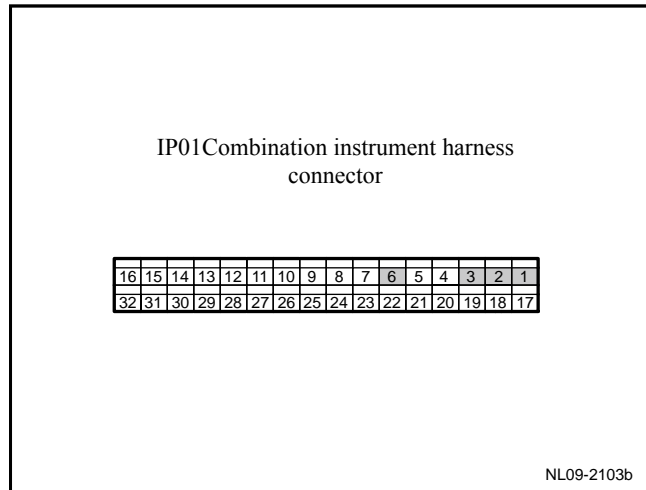 IP01Combination instrument harness
connector
16 15 14 13 12 11 10 9 8 7 6 5 4 3 2 1
32 31 30 29 28 27 26 25 24 23 22 21 20 19 18 17
NL09-2103b